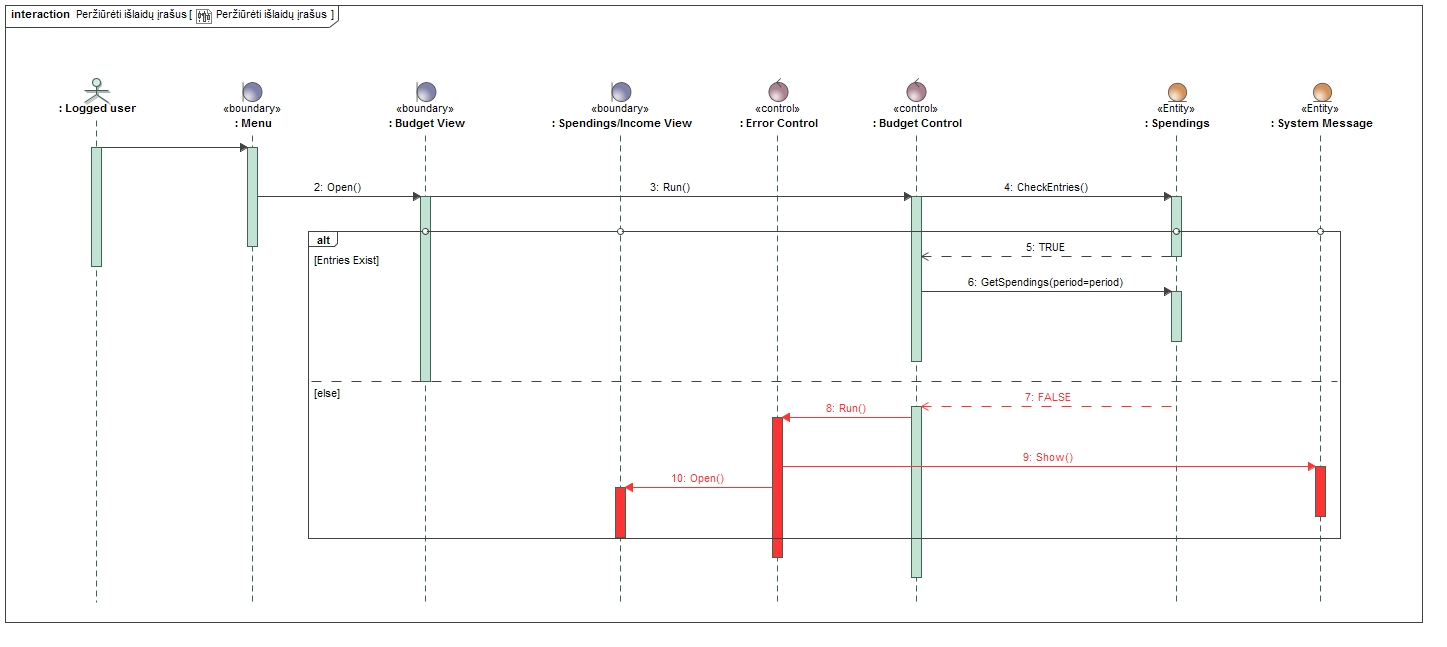 interaction Peržiūrėti išlaidų įrašus [ Peržiūrėti išlaidų įrašus ]
: Logged user
«boundary»
: Menu
«boundary»
: Budget View
«boundary»
: Spendings/Income View
«control»
: Error Control
«control»
: Budget Control
«Entity»
: Spendings
«Entity»
: System Message
2: Open()
3: Run()
4: CheckEntries()
alt
[Entries Exist]
5: TRUE
6: GetSpendings(period=period)
[else]
7: FALSE
8: Run()
9: Show()
10: Open()